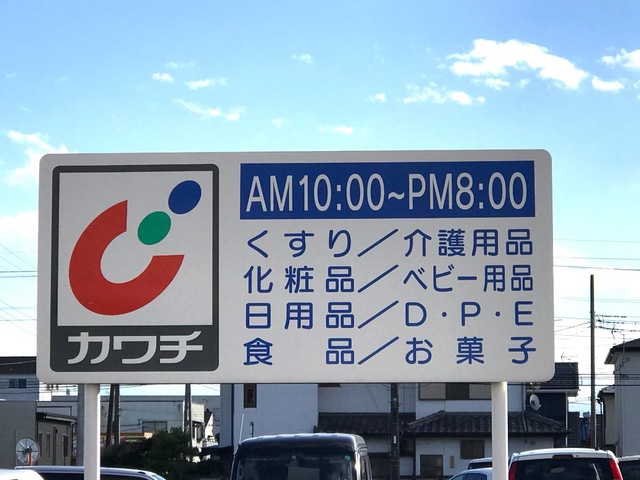 カワチ
AM10:00~PM8:00
くすり／介護用品
化粧品／ベビー用品
日用品／D・P・E
食品／お菓子